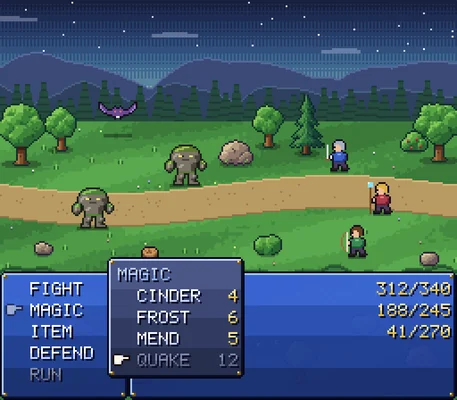 FIGHT
MAGIC
ITEM
DEFEND
RUN
MAGIC
CINDER 4
FROST 6
MEND 5
QUAKE 12
312/340
188/245
41/270